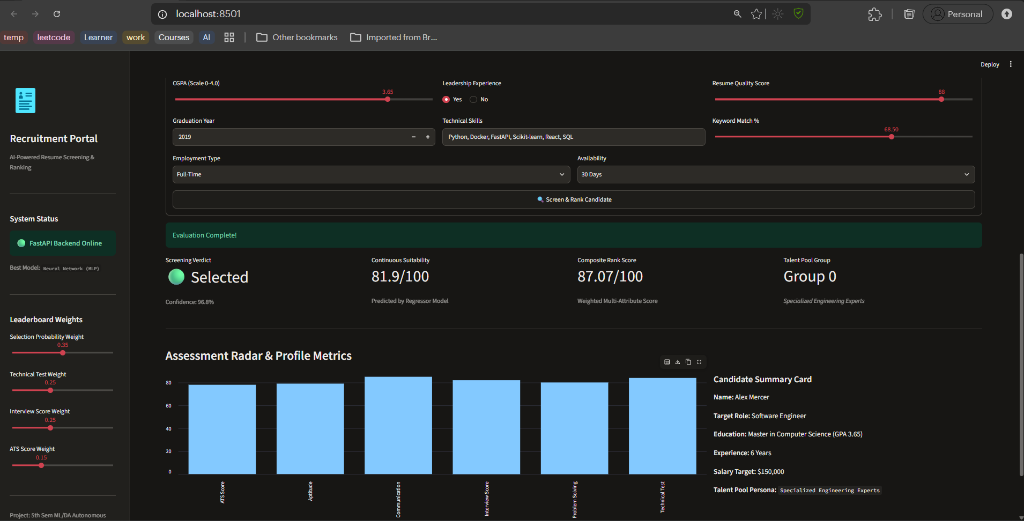 localhost:8501
Personal
temp
leetcode
Learner
work
Courses
AI
Other bookmarks
Imported from Br...
Deploy
Recruitment Portal
AI-Powered Resume Screening &
Ranking
System Status
FastAPI Backend Online
Best Model: Neural Network (MLP)
Leaderboard Weights
Selection Probability Weight
0.35
Technical Test Weight
0.25
Interview Score Weight
0.25
ATS Score Weight
0.15
Project: 5th Sem ML/DA Autonomous
CGPA (Scale 0-4.0)
3.65
Leadership Experience
Yes
No
Resume Quality Score
88
Graduation Year
2019
Technical Skills
Python, Docker, FastAPI, Scikit-learn, React, SQL
Keyword Match %
68.50
Employment Type
Full-Time
Availability
30 Days
Screen & Rank Candidate
Evaluation Complete!
Screening Verdict
Selected
Confidence: 98.8%
Continuous Suitability
81.9/100
Predicted by Regressor Model
Composite Rank Score
87.07/100
Weighted Multi-Attribute Score
Talent Pool Group
Group 0
Specialized Engineering Experts
Assessment Radar & Profile Metrics
80
60
40
20
0
ATS Score
Aptitude
Communication
Interview Score
Problem Solving
Technical Test
Candidate Summary Card
Name: Alex Mercer
Target Role: Software Engineer
Education: Master in Computer Science (GPA 3.65)
Experience: 6 Years
Salary Target: $150,000
Talent Pool Persona: Specialized Engineering Experts